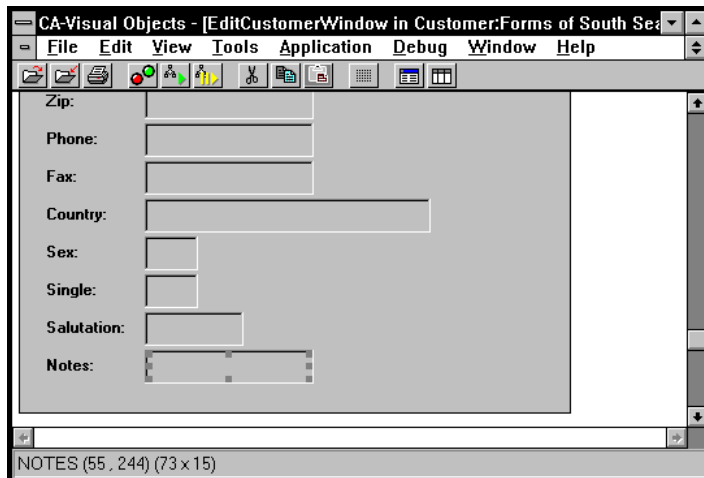 CA-Visual Objects - [EditCustomerWindow in Customer:Forms of South Sea
File Edit View Tools Application Debug Window Help
Zip:
Phone:
Fax:
Country:
Sex:
Single:
Salutation:
Notes:
NOTES (55 , 244) (73 x 15)